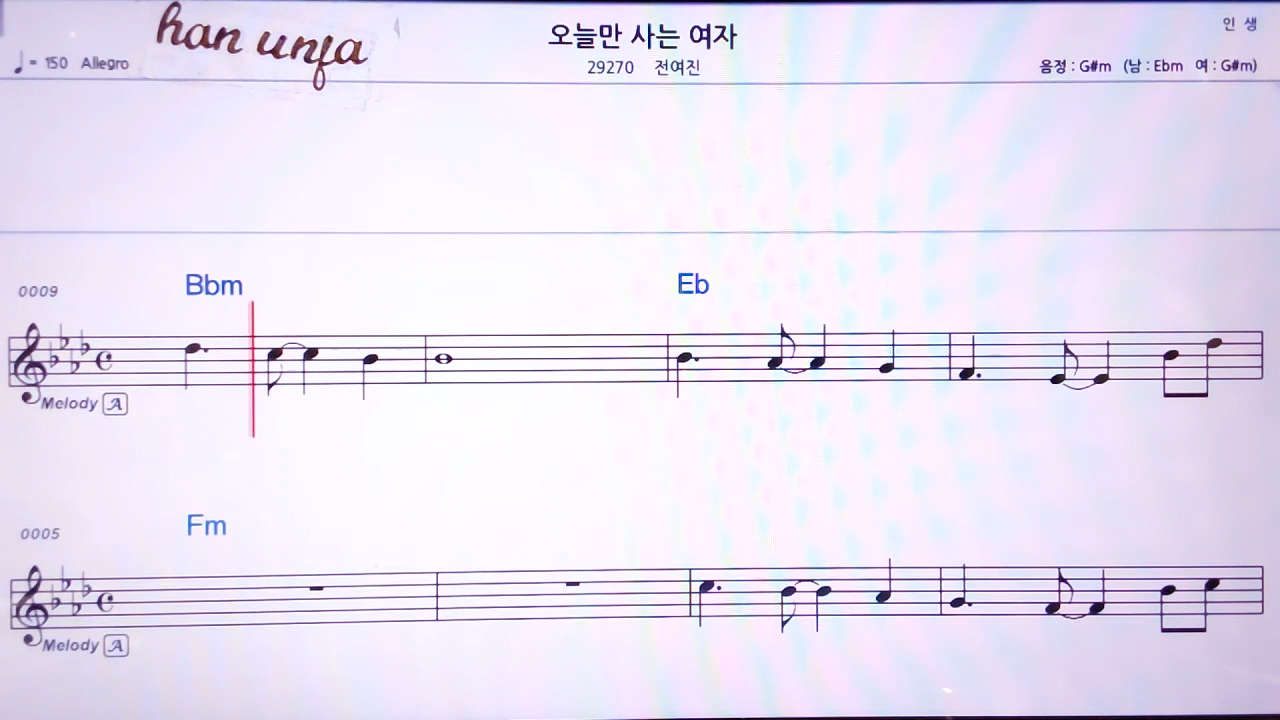 han unja
오늘만 사는 여자
인 생
♩= 150 Allegro
29270 전여진
음정 : G#m (남 : Ebm 여 : G#m)
0009
Bbm Eb
Melody A
0005
Fm
Melody A